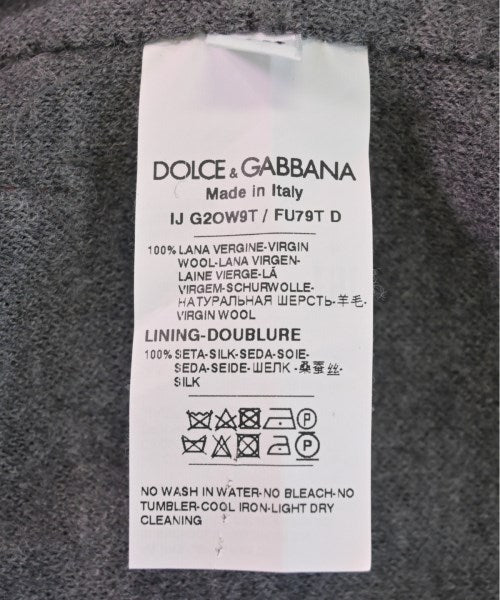 DOLCE & GABBANA
Made in Italy
IJ G2OW9T / FU79T D
100% LANA VERGINE-VIRGIN
WOOL-LANA VIRGEN-
LAINE VIERGE-LÁ
VIRGEM-SCHURWOLLE-
НАТУРАЛЬНАЯ ШЕРСТЬ-羊毛-
VIRGIN WOOL
LINING-DOUBLURE
100% SETA-SILK-SEDA-SOIE-
SEDA-SEIDE-ШЕЛК-桑蚕丝-
SILK
P
P
NO WASH IN WATER-NO BLEACH-NO
TUMBLER-COOL IRON-LIGHT DRY
CLEANING